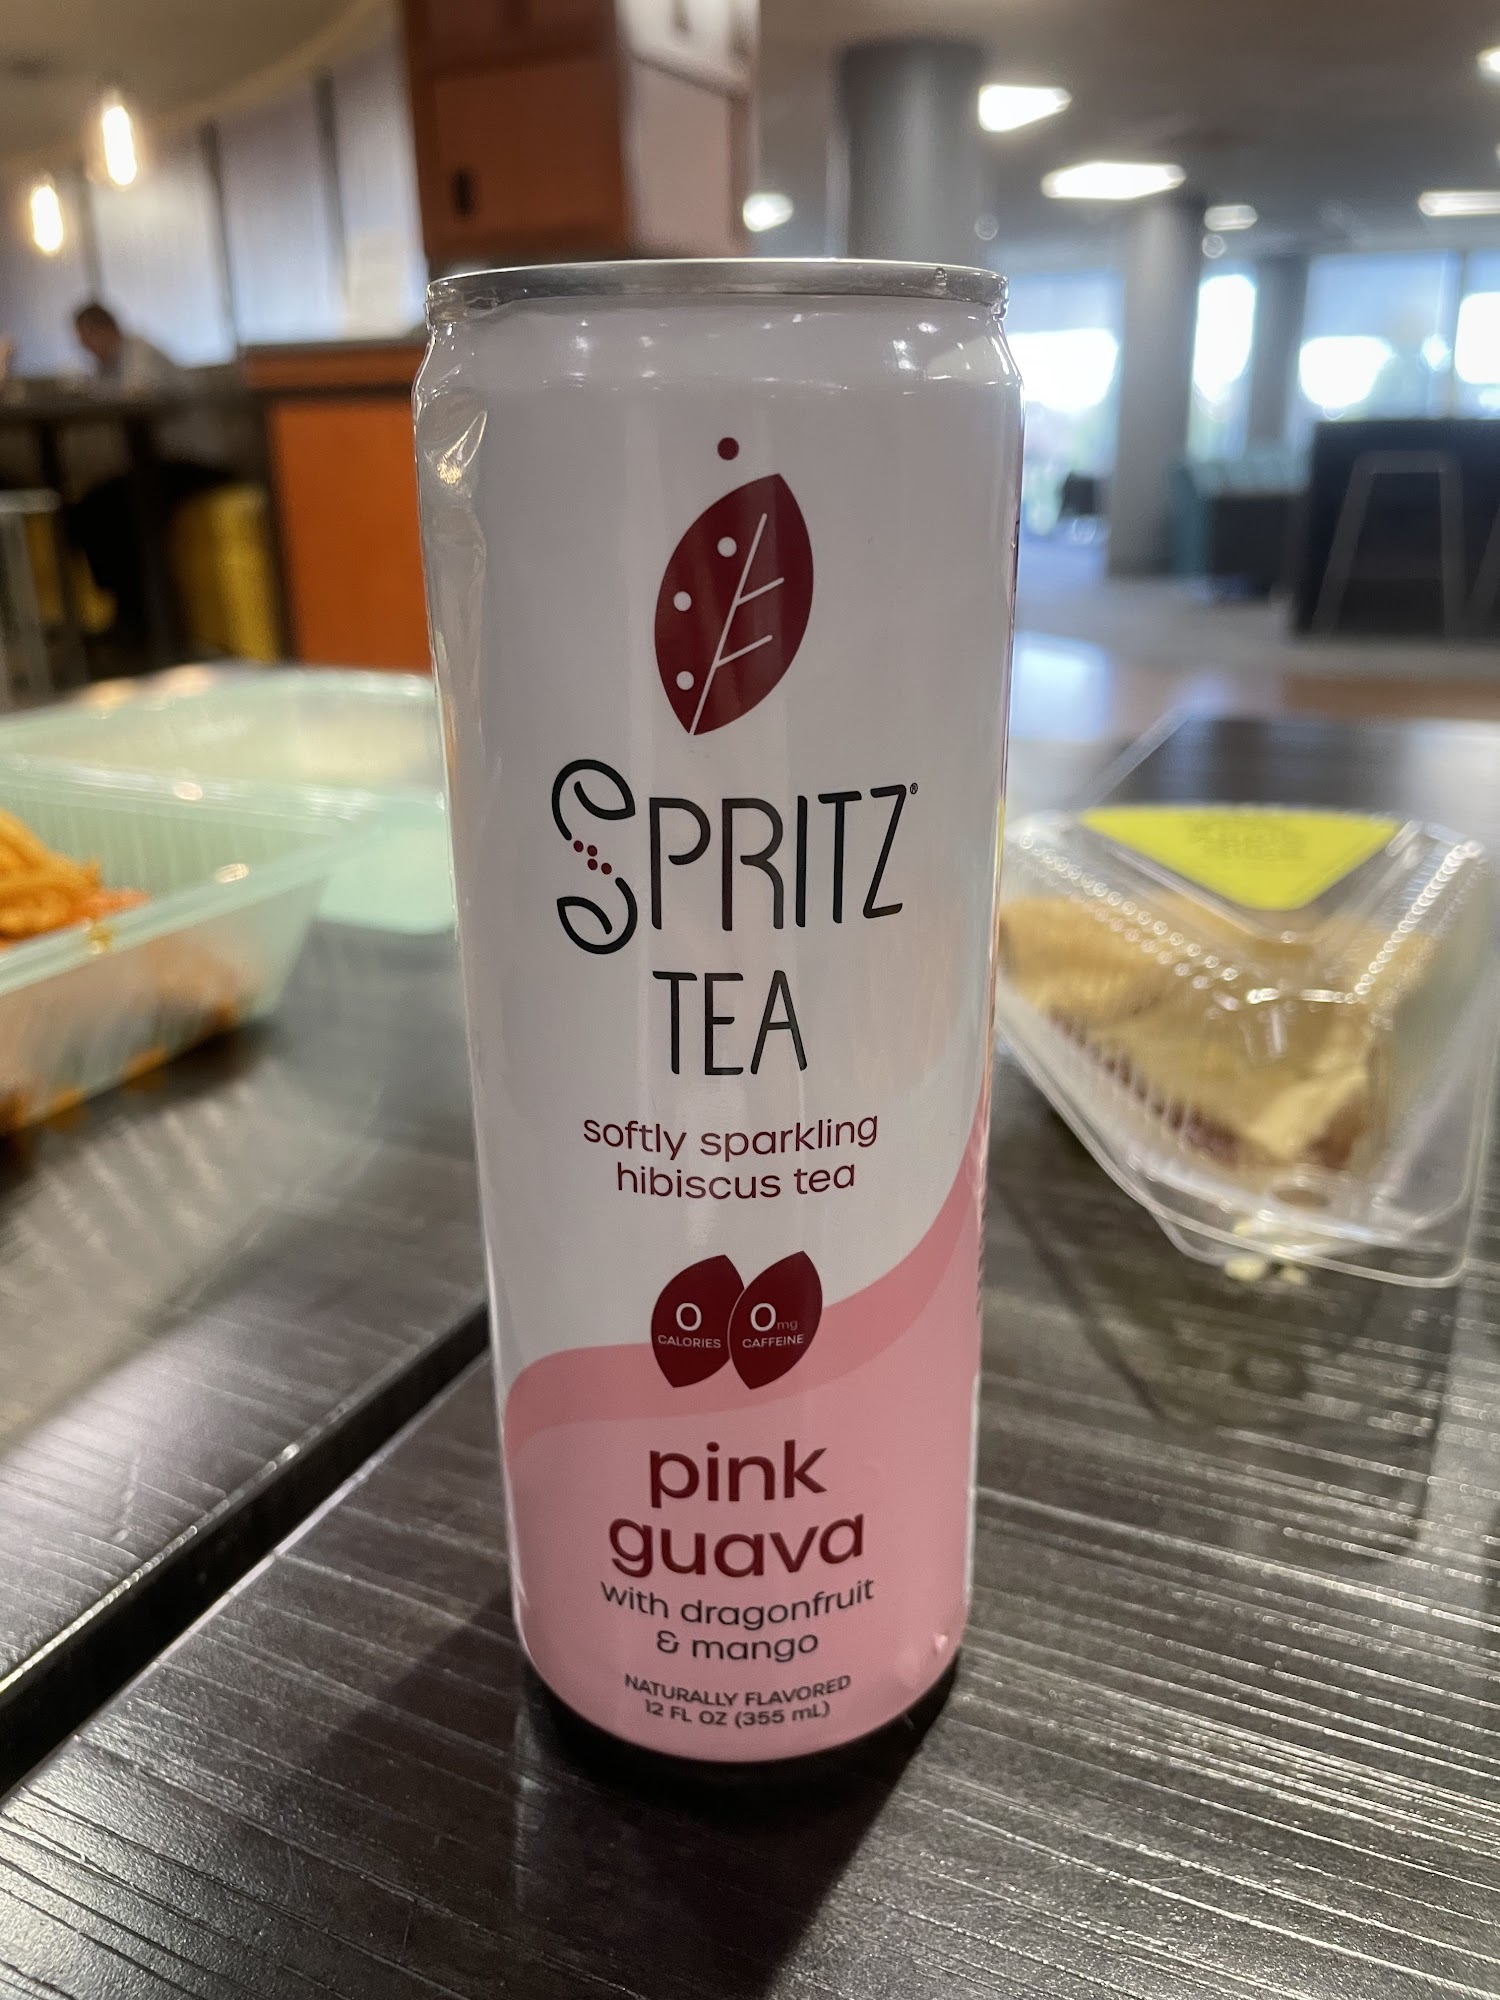 SPRITZ®
TEA
softly sparkling
hibiscus tea
0 0mg
CALORIES CAFFEINE
pink
guava
with dragonfruit
& mango
NATURALLY FLAVORED
12 FL OZ (355 mL)